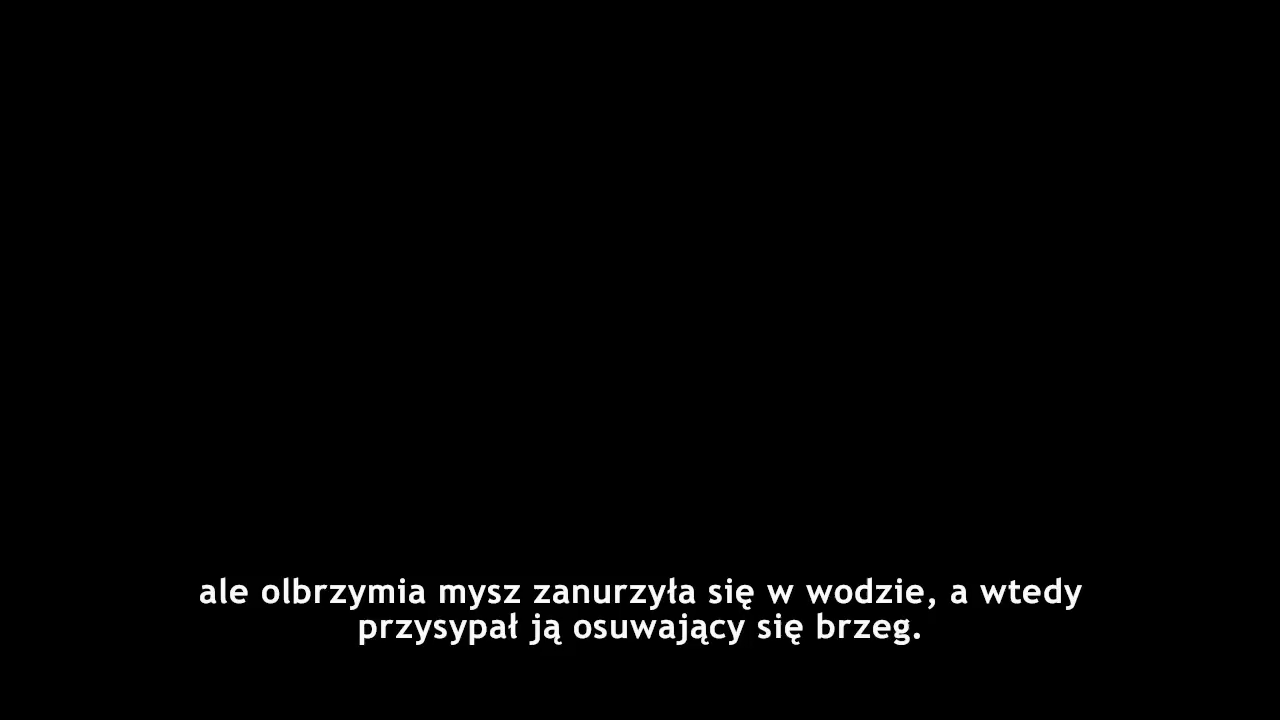 ale olbrzymia mysz zanurzyła się w wodzie, a wtedy
przysypał ją osuwający się brzeg.